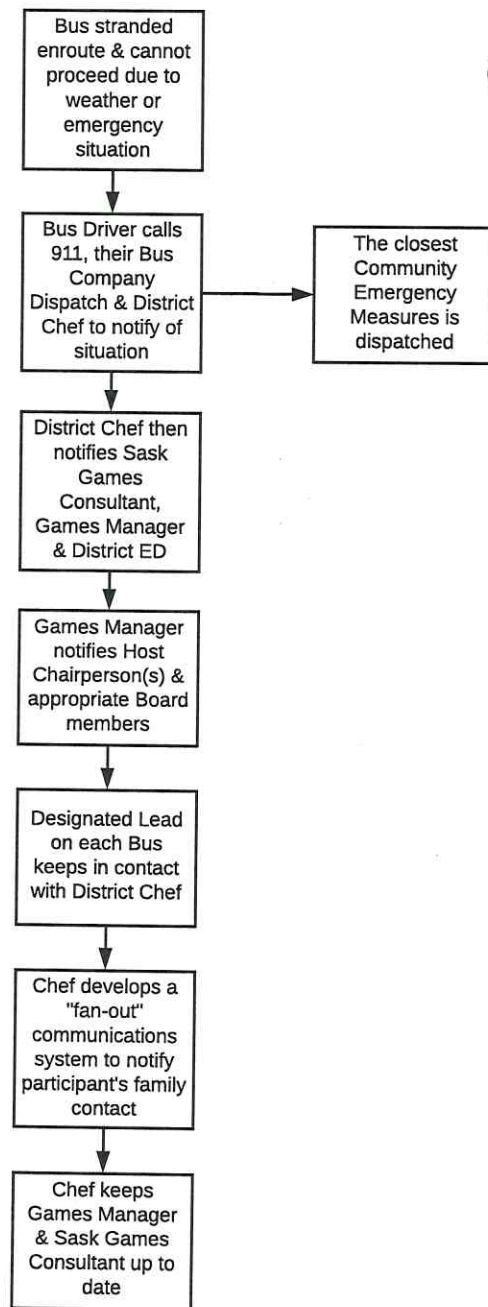 Bus stranded
enroute & cannot
proceed due to
weather or
emergency
situation
Bus Driver calls
911, their Bus
Company
Dispatch & District
Chef to notify of
situation
The closest
Community
Emergency
Measures is
dispatched
District Chef then
notifies Sask
Games
Consultant,
Games Manager
& District ED
Games Manager
notifies Host
Chairperson(s) &
appropriate Board
members
Designated Lead
on each Bus
keeps in contact
with District Chef
Chef develops a
"fan-out"
communications
system to notify
participant's family
contact
Chef keeps
Games Manager
& Sask Games
Consultant up to
date